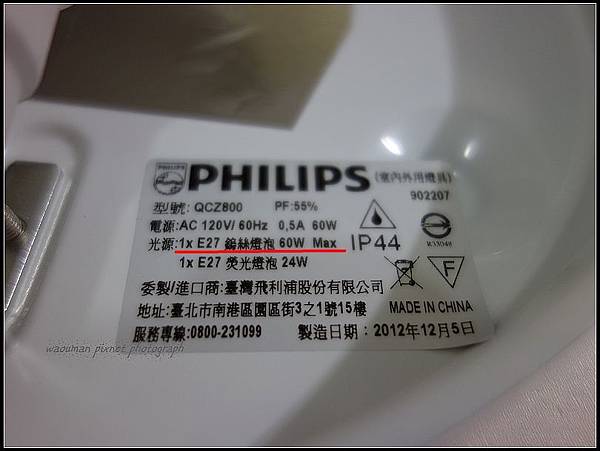 PHILIPS
PHILIPS (室內外用燈具)
902207
型號: QCZ800 PF:55%
電源:AC 120V/ 60Hz 0,5A 60W
光源:1x E27 鎢絲燈泡 60W Max IP44
R33048
1x E27 熒光燈泡 24W
F
委製/進口商:臺灣飛利浦股份有限公司
MADE IN CHINA
地址:臺北市南港區園區街3之1號15樓
服務專線:0800-231099 製造日期:2012年12月5日
waouman pixnet photograph